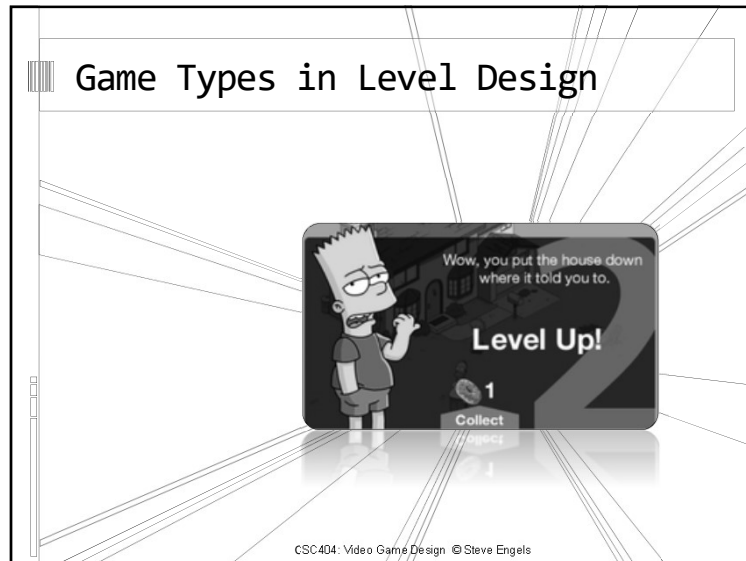 Game Types in Level Design
Wow, you put the house down
where it told you to.
Level Up!
2
1
Collect
CSC404: Video Game Design © Steve Engels